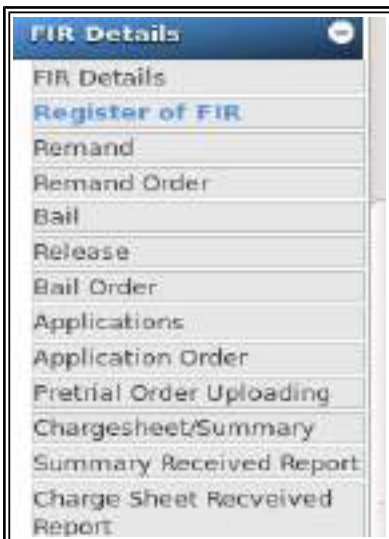 FIR Details
FIR Details
Register of FIR
Remand
Remand Order
Bail
Release
Bail Order
Applications
Application Order
Pretrial Order Uploading
Chargesheet/Summary
Summary Received Report
Charge Sheet Recveived
Report